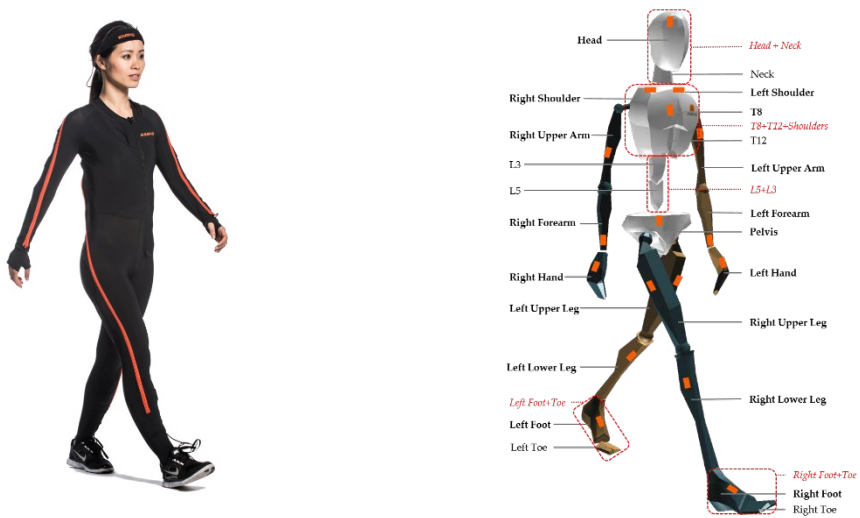 Head
Head + Neck
Neck
Right Shoulder
Left Shoulder
T8
T8+T12+Shoulders
Right Upper Arm
T12
L3
Left Upper Arm
L5
L5+L3
Left Forearm
Right Forearm
Pelvis
Right Hand
Left Hand
Left Upper Leg
Right Upper Leg
Left Lower Leg
Right Lower Leg
Left Foot+Toe
Left Foot
Left Toe
Right Foot+Toe
Right Foot
Right Toe